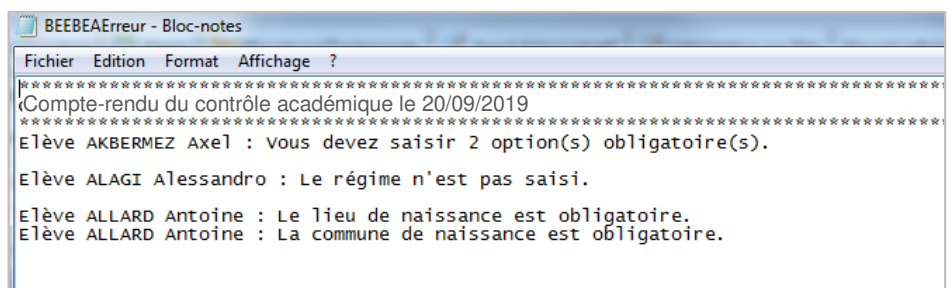 BEEBEAErreur - Bloc-notes
Fichier Edition Format Affichage ?
**********************************************************************************
Compte-rendu du contrôle académique le 20/09/2019
**********************************************************************************
Elève AKBERMEZ Axel : Vous devez saisir 2 option(s) obligatoire(s).
Elève ALAGI Alessandro : Le régime n'est pas saisi.
Elève ALLARD Antoine : Le lieu de naissance est obligatoire.
Elève ALLARD Antoine : La commune de naissance est obligatoire.